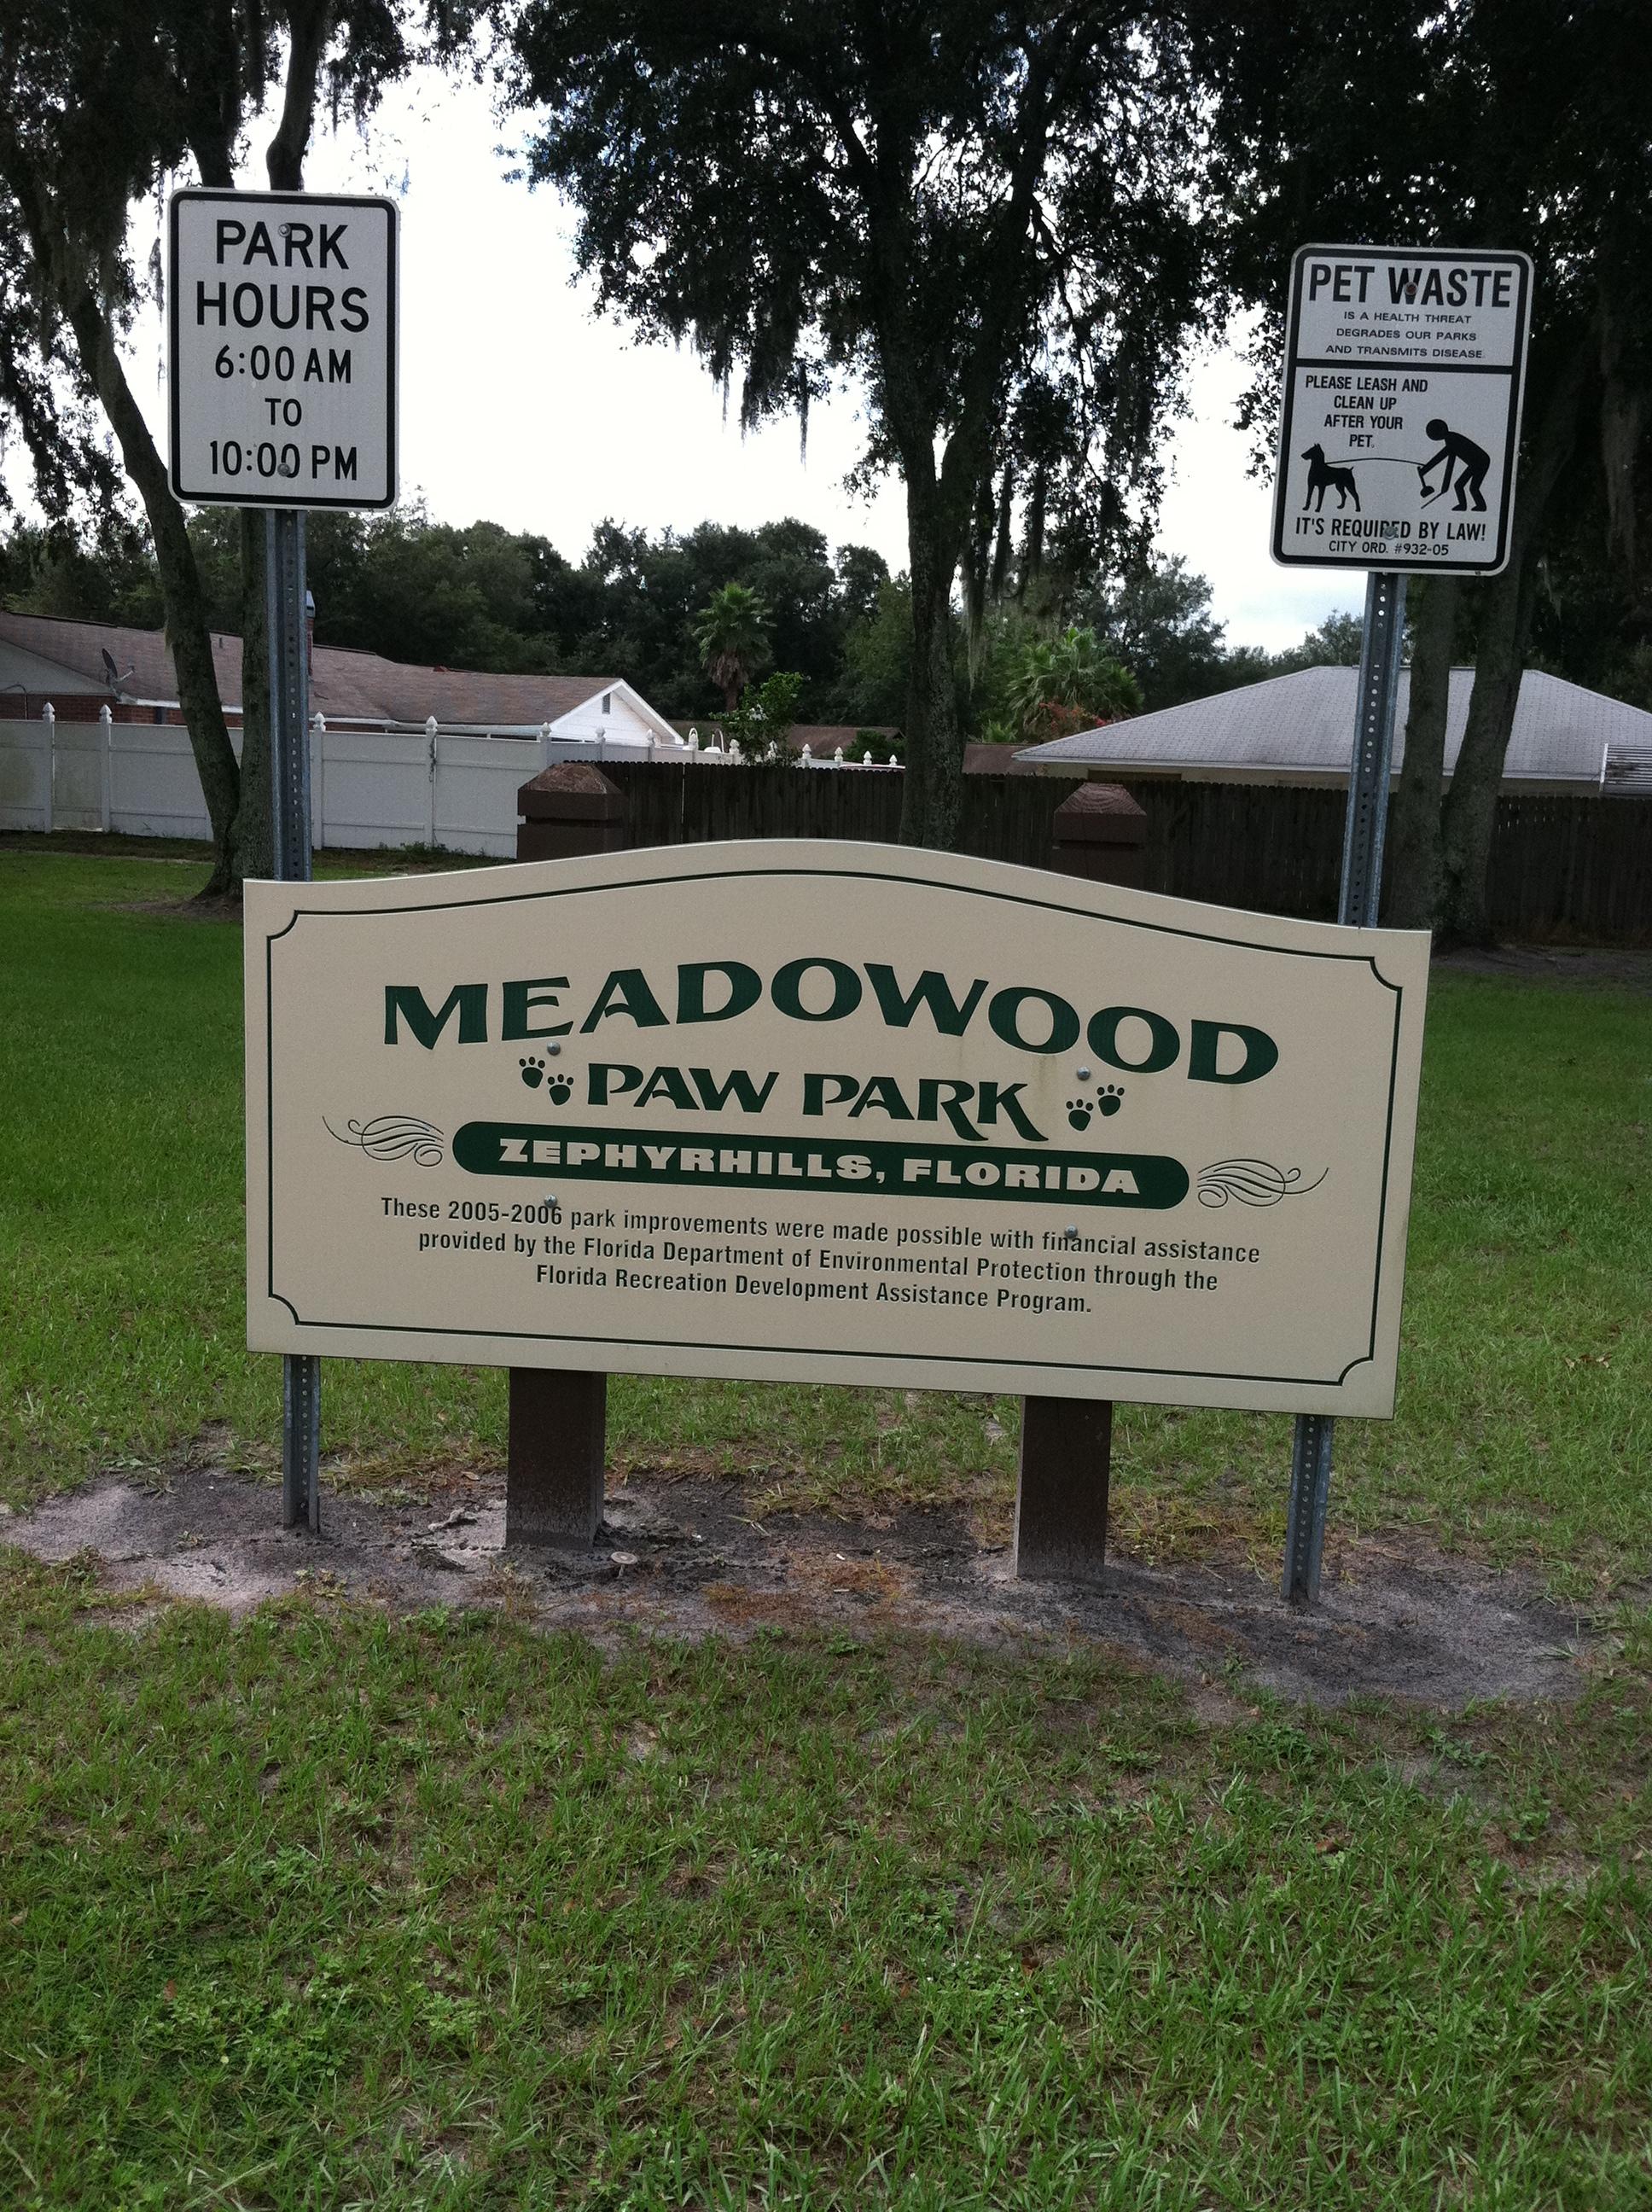 PARK
HOURS
6:00 AM
TO
10:00 PM
PET WASTE
IS A HEALTH THREAT
DEGRADES OUR PARKS
AND TRANSMITS DISEASE.
PLEASE LEASH AND
CLEAN UP
AFTER YOUR
PET.
IT'S REQUIRED BY LAW!
CITY ORD. #932-05
MEADOWOOD
PAW PARK
ZEPHYRHILLS, FLORIDA
These 2005-2006 park improvements were made possible with financial assistance
provided by the Florida Department of Environmental Protection through the
Florida Recreation Development Assistance Program.